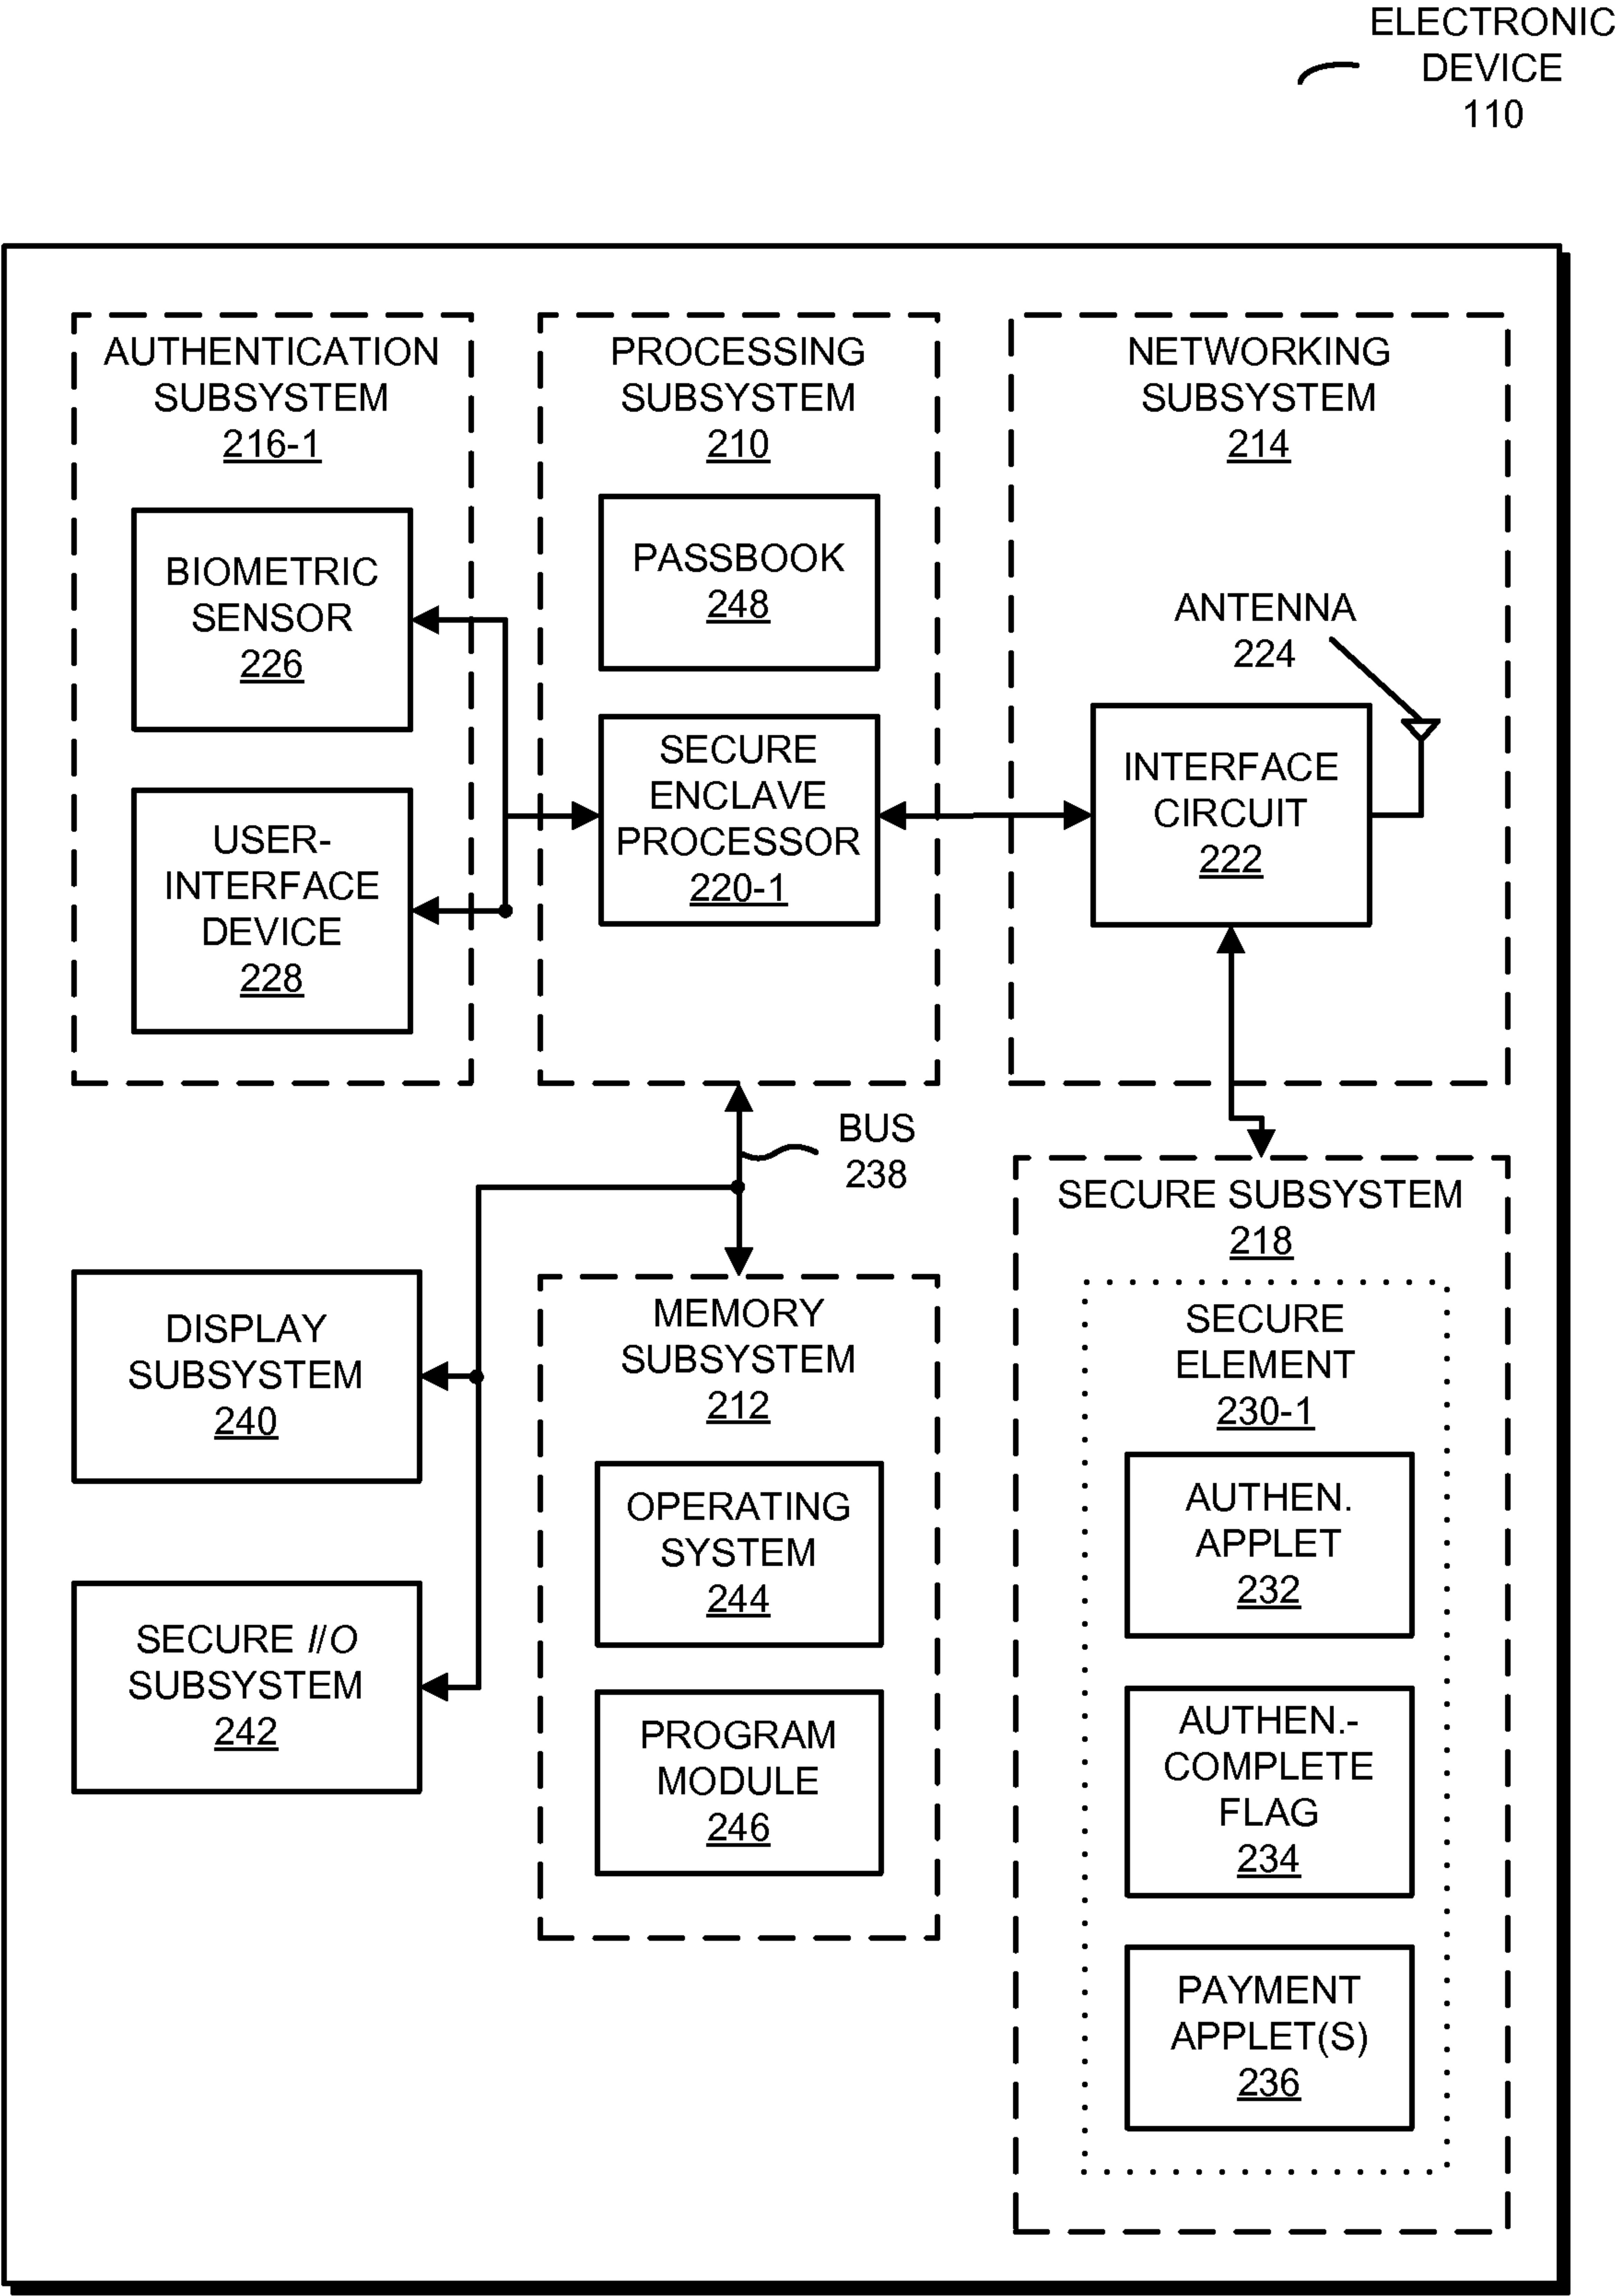 ELECTRONIC
DEVICE
110
AUTHENTICATION
SUBSYSTEM
216-1
BIOMETRIC
SENSOR
226
USER-
INTERFACE
DEVICE
228
PROCESSING
SUBSYSTEM
210
PASSBOOK
248
SECURE
ENCLAVE
PROCESSOR
220-1
NETWORKING
SUBSYSTEM
214
ANTENNA
224
INTERFACE
CIRCUIT
222
BUS
238
DISPLAY
SUBSYSTEM
240
SECURE I/O
SUBSYSTEM
242
MEMORY
SUBSYSTEM
212
OPERATING
SYSTEM
244
PROGRAM
MODULE
246
SECURE SUBSYSTEM
218
SECURE
ELEMENT
230-1
AUTHEN.
APPLET
232
AUTHEN.-
COMPLETE
FLAG
234
PAYMENT
APPLET(S)
236